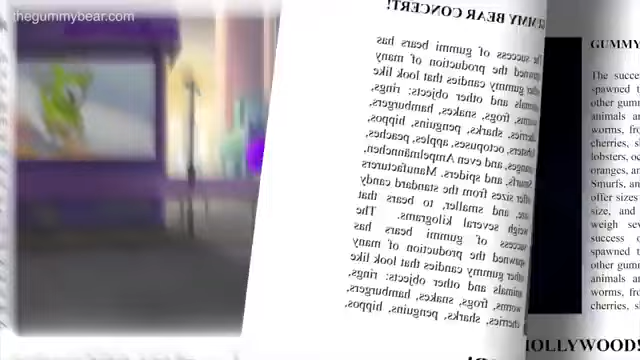 thegummybear.com
GUMMY BEAR CONCERT!
The success of gummi bears has
spawned the production of many
other gummy candies that look like
animals and other objects: rings,
worms, frogs, snakes, hamburgers,
cherries, sharks, penguins, hippos,
lobsters, octopuses, apples, peaches,
oranges, and even Ampelmännchen,
Smurfs, and spiders. Manufacturers
offer sizes from the standard candy
size, and smaller, to bears that
weigh several kilograms. The
success of gummi bears has
spawned the production of many
other gummy candies that look like
animals and other objects: rings,
worms, frogs, snakes, hamburgers,
cherries, sharks, penguins, hippos,
GUMMY
The succe
spawned t
other gum
animals a
worms, fro
cherries, s
lobsters, oc
oranges, an
Smurfs, an
offer sizes
size, and
weigh sev
success o
spawned t
other gumm
animals an
worms, fro
cherries, s
HOLLYWOOD!